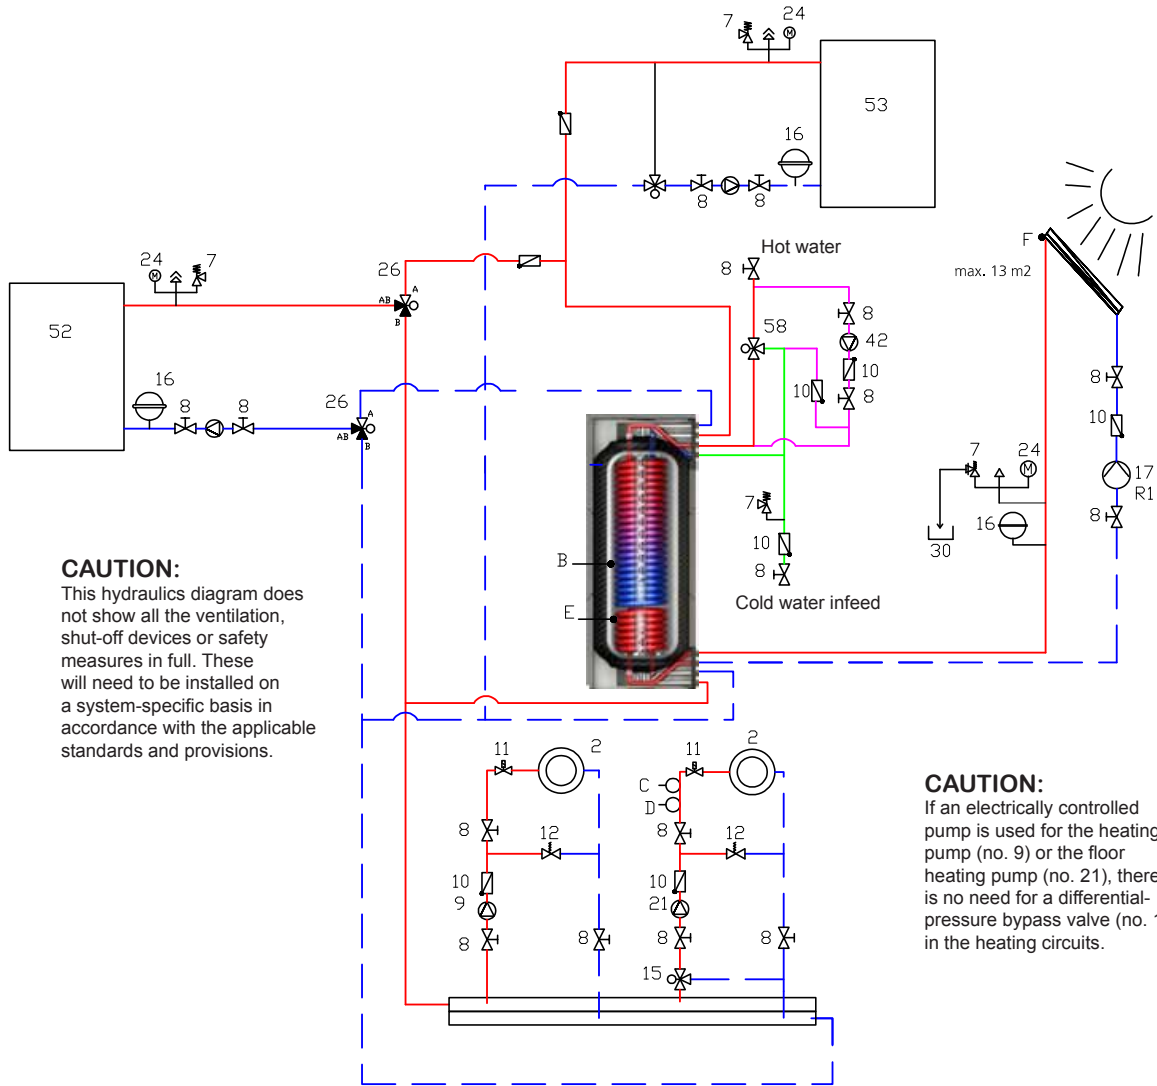 7
24
53
16
8
8
F
max. 13 m2
Hot water
8
26
A
AB
B
24
7
52
58
8
42
10
10
8
16
8
8
26
A
AB
B
8
10
17
R1
8
7
24
16
30
7
10
8
Cold water infeed
B
E
CAUTION:
This hydraulics diagram does
not show all the ventilation,
shut-off devices or safety
measures in full. These
will need to be installed on
a system-specific basis in
accordance with the applicable
standards and provisions.
11
2
8
12
10
9
8
8
11
2
C
D
8
12
10
21
8
8
15
CAUTION:
If an electrically controlled
pump is used for the heating
pump (no. 9) or the floor
heating pump (no. 21), there
is no need for a differential-
pressure bypass valve (no.
in the heating circuits.
M
M
M